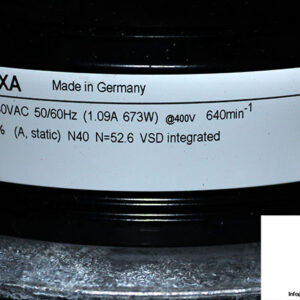 XA Made in Germany
0VAC 50/60Hz (1.09A 673W) @400V 640min⁻¹
% (A, static) N40 N=52.6 VSD integrated